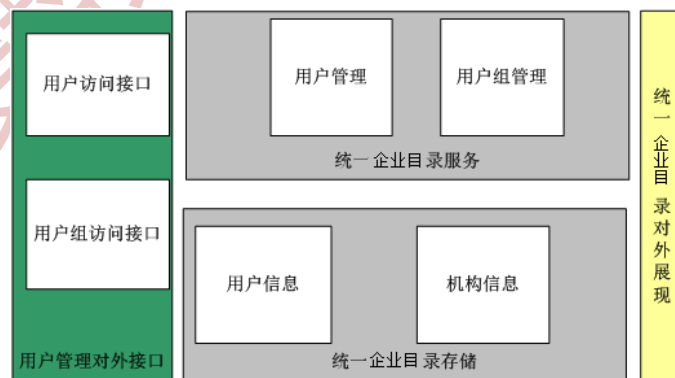 用户访问接口
用户组访问接口
用户管理对外接口
用户管理
用户组管理
统一企业目录服务
用户信息
机构信息
统一企业目录存储
统一企业目录对外展现